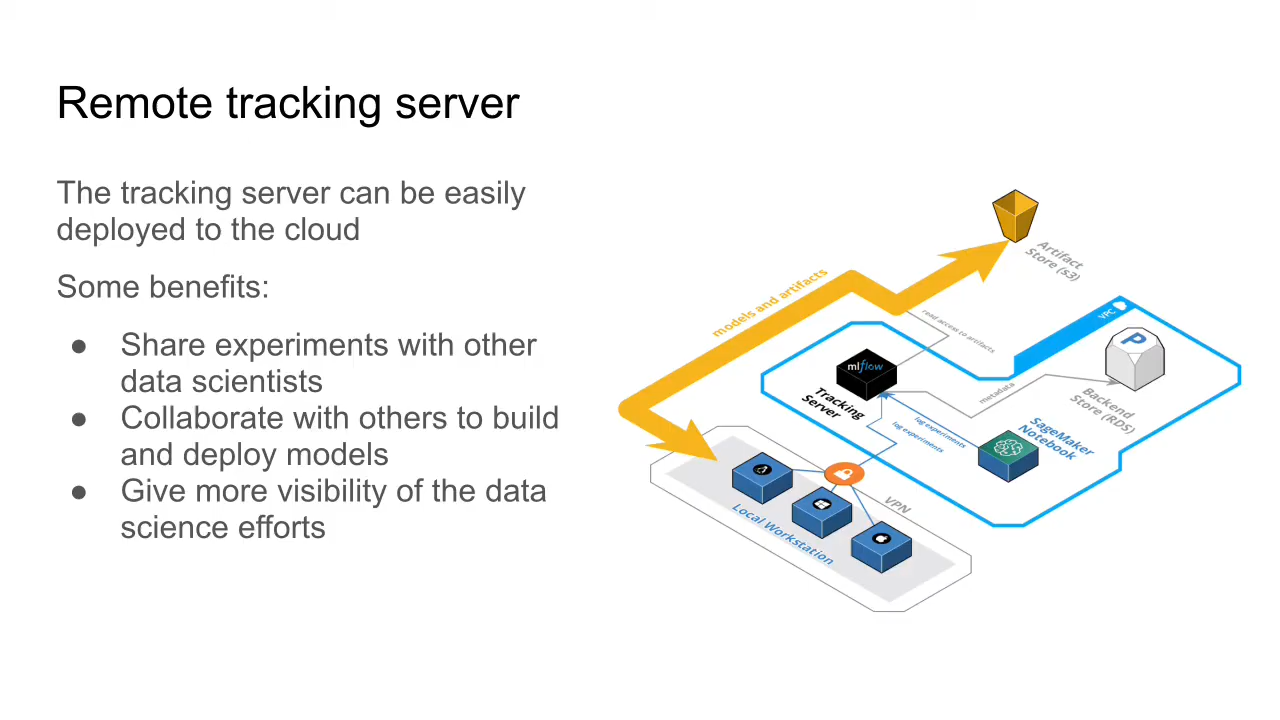 Remote tracking server
The tracking server can be easily
deployed to the cloud
Some benefits:
● Share experiments with other
data scientists
● Collaborate with others to build
and deploy models
● Give more visibility of the data
science efforts
Artifact
Store (s3)
models and artifacts
read access to artifacts
VPC
P
mlflow
Tracking
Server
metadata
Backend
Store (RDS)
log experiments
log experiments
SageMaker
Notebook
VPN
Local Workstation